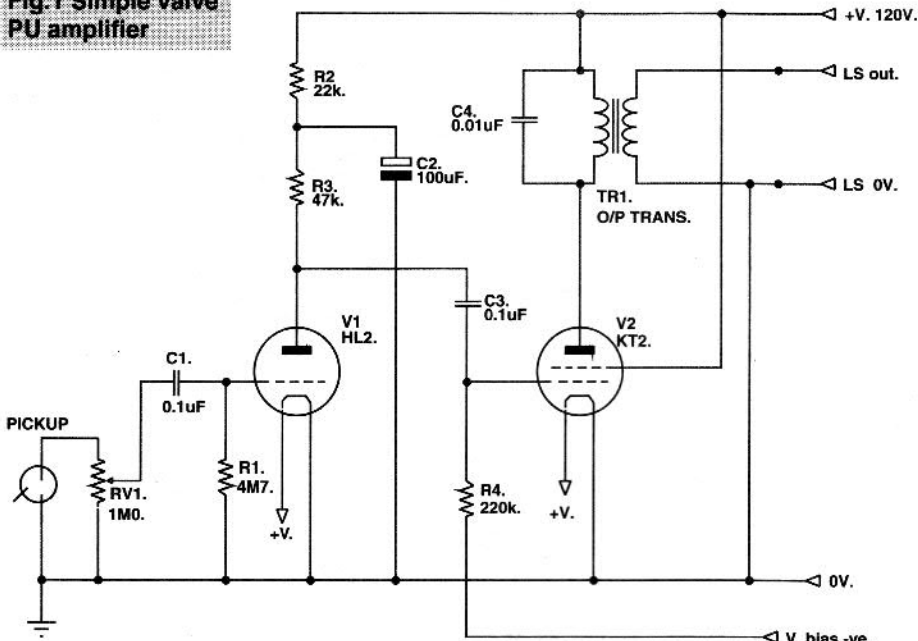 Fig.1 Simple valve
PU amplifier
+V. 120V.
R2
22k.
LS out.
C4.
0.01uF
C2.
100uF.
R3.
47k.
LS 0V.
TR1.
O/P TRANS.
C3.
0.1uF
V1
HL2.
V2
KT2.
C1.
0.1uF
PICKUP
R1.
4M7.
RV1.
1M0.
R4.
220k.
+V.
+V.
0V.
V. bias -ve